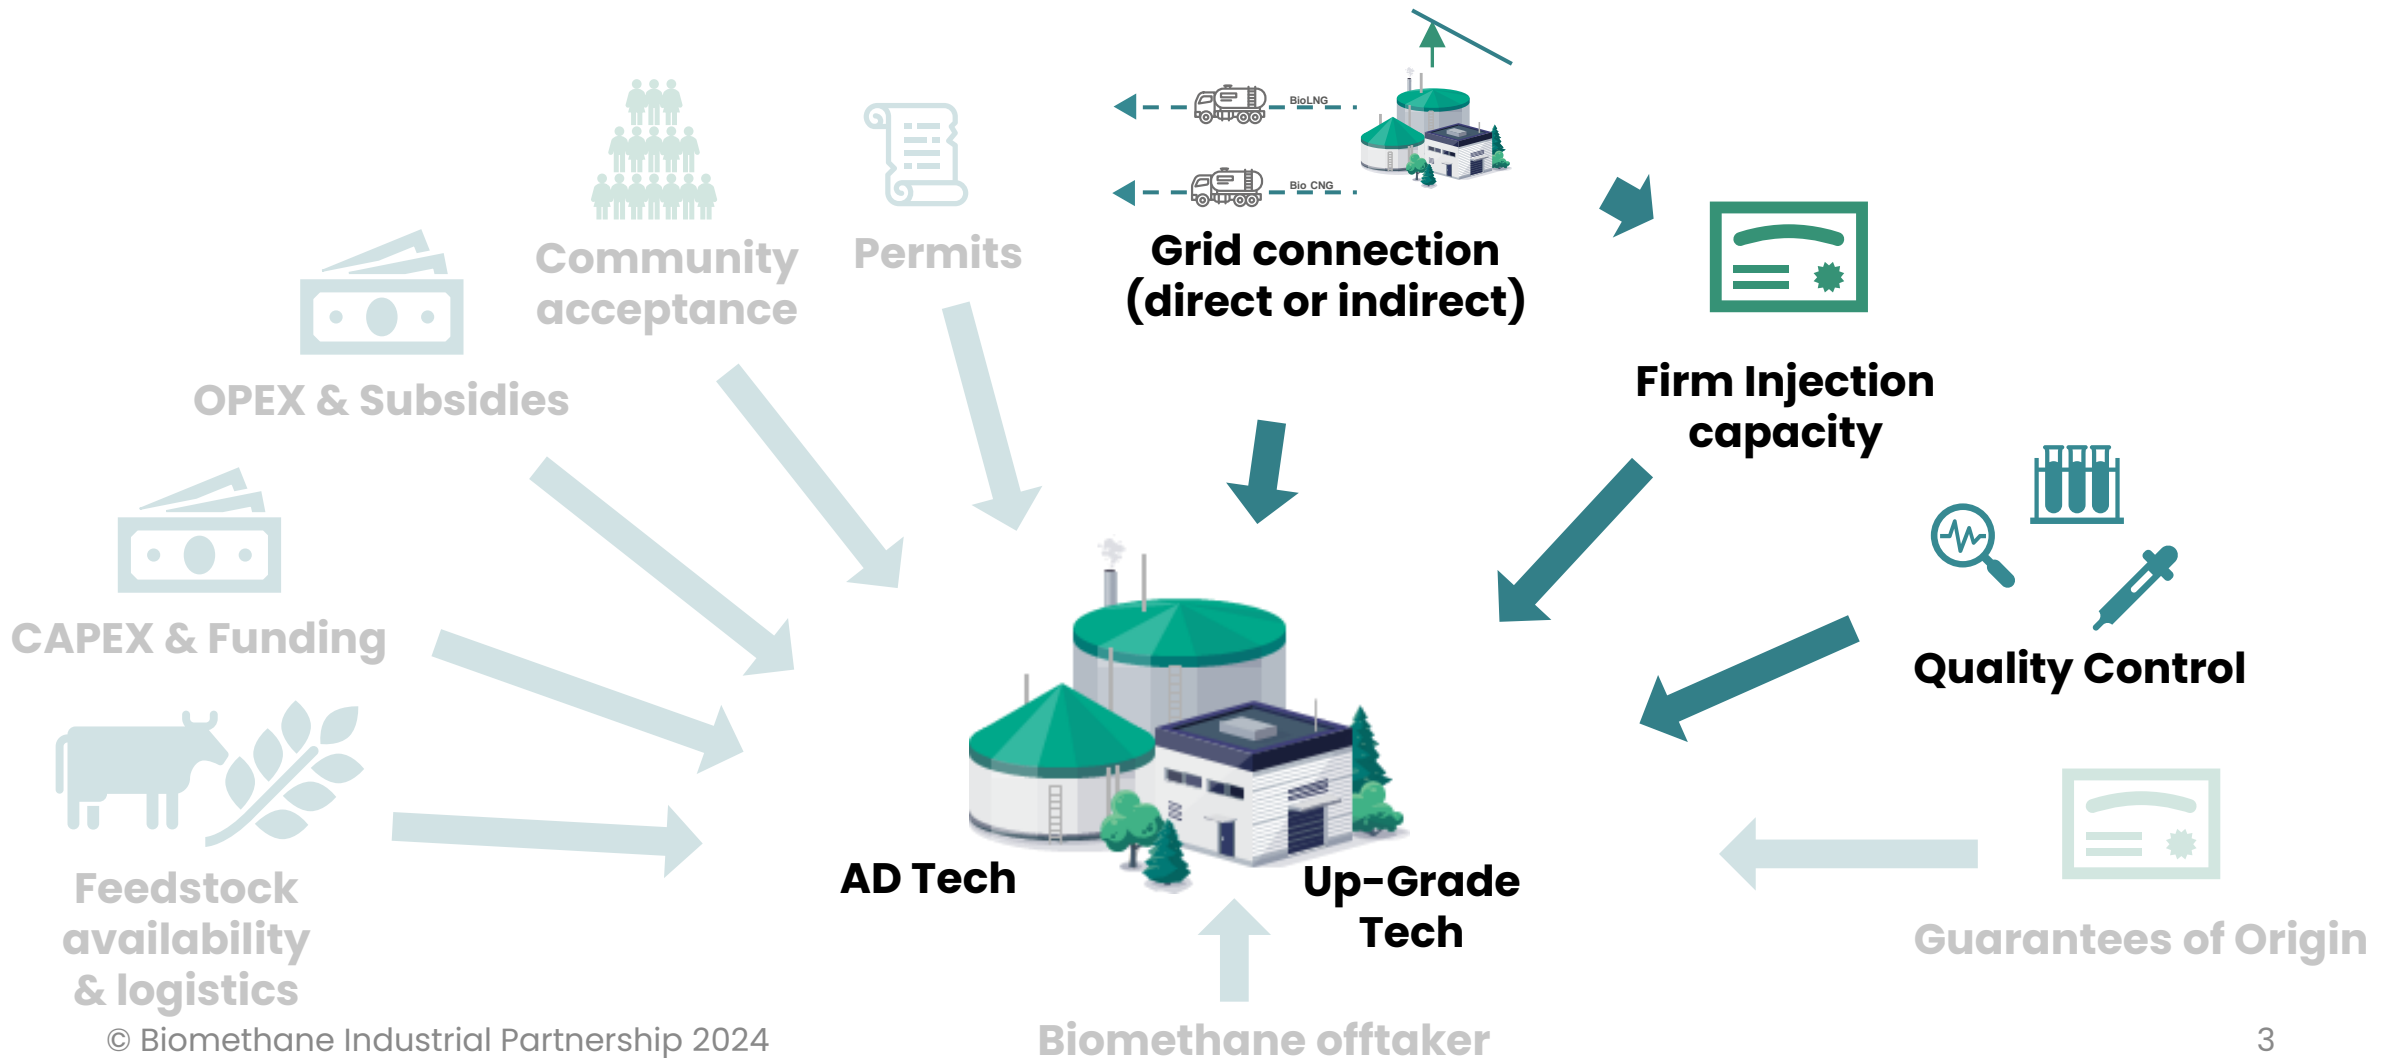 BioLNG
Bio CNG
Community
acceptance
Permits
Grid connection
(direct or indirect)
OPEX & Subsidies
Firm Injection
capacity
CAPEX & Funding
Quality Control
Feedstock
availability
& logistics
AD Tech
Up-Grade
Tech
Guarantees of Origin
Biomethane offtaker
© Biomethane Industrial Partnership 2024
3